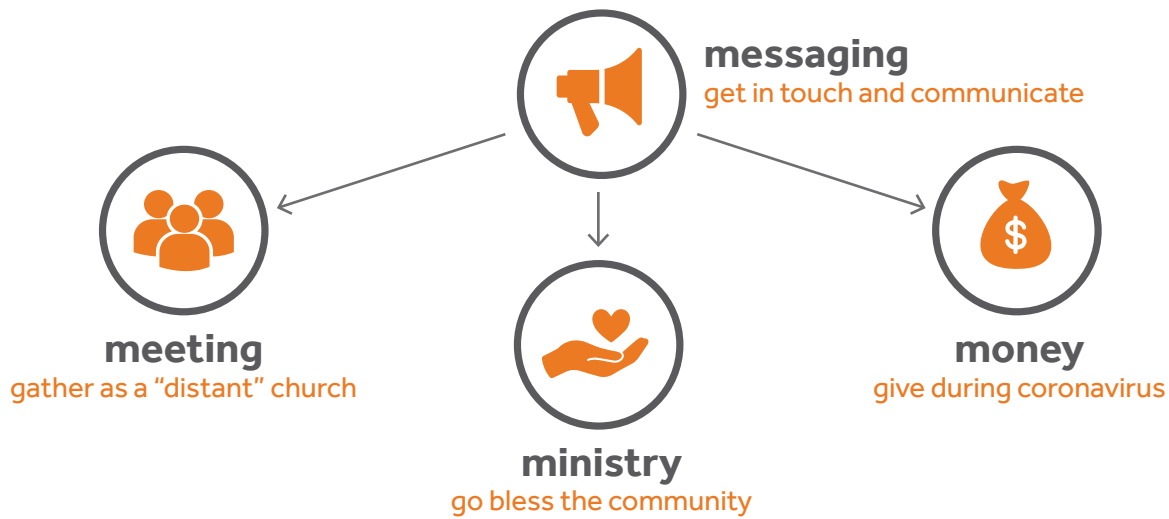 messaging
get in touch and communicate
$
meeting
gather as a “distant” church
money
give during coronavirus
ministry
go bless the community